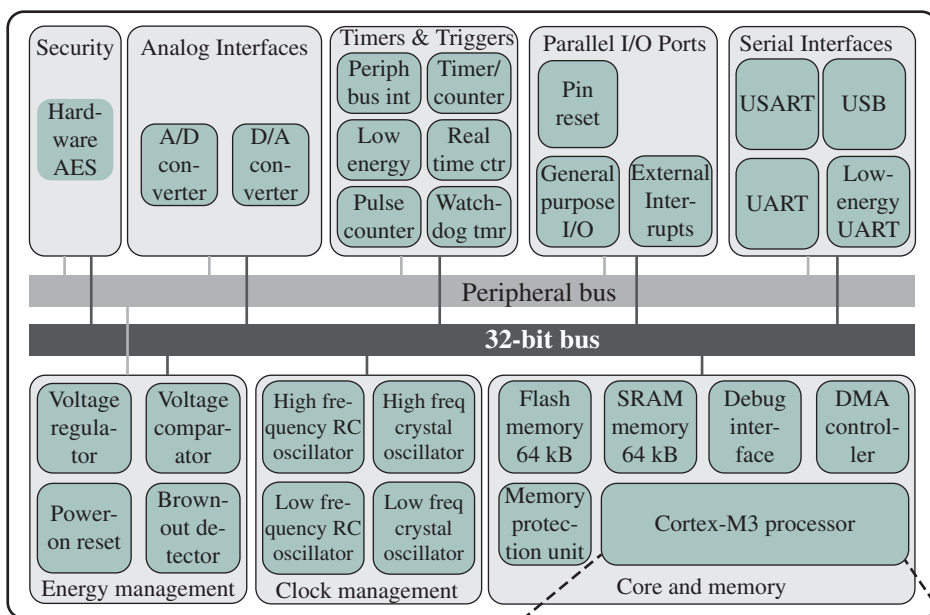 Security
Hard-
ware
AES
Analog Interfaces
A/D
con-
verter
D/A
con-
verter
Timers & Triggers
Periph
bus int
Timer/
counter
Low
energy
Real
time ctr
Pulse
counter
Watch-
dog tmr
Parallel I/O Ports
Pin
reset
General
purpose
I/O
External
Inter-
rupts
Serial Interfaces
USART
USB
UART
Low-
energy
UART
Peripheral bus
32-bit bus
Voltage
regula-
tor
Voltage
compar-
ator
Power-
on reset
Brown-
out de-
tector
Energy management
High fre-
quency RC
oscillator
High freq
crystal
oscillator
Low fre-
quency RC
oscillator
Low freq
crystal
oscillator
Clock management
Flash
memory
64 kB
SRAM
memory
64 kB
Debug
inter-
face
DMA
control-
ler
Memory
protec-
tion unit
Cortex-M3 processor
Core and memory